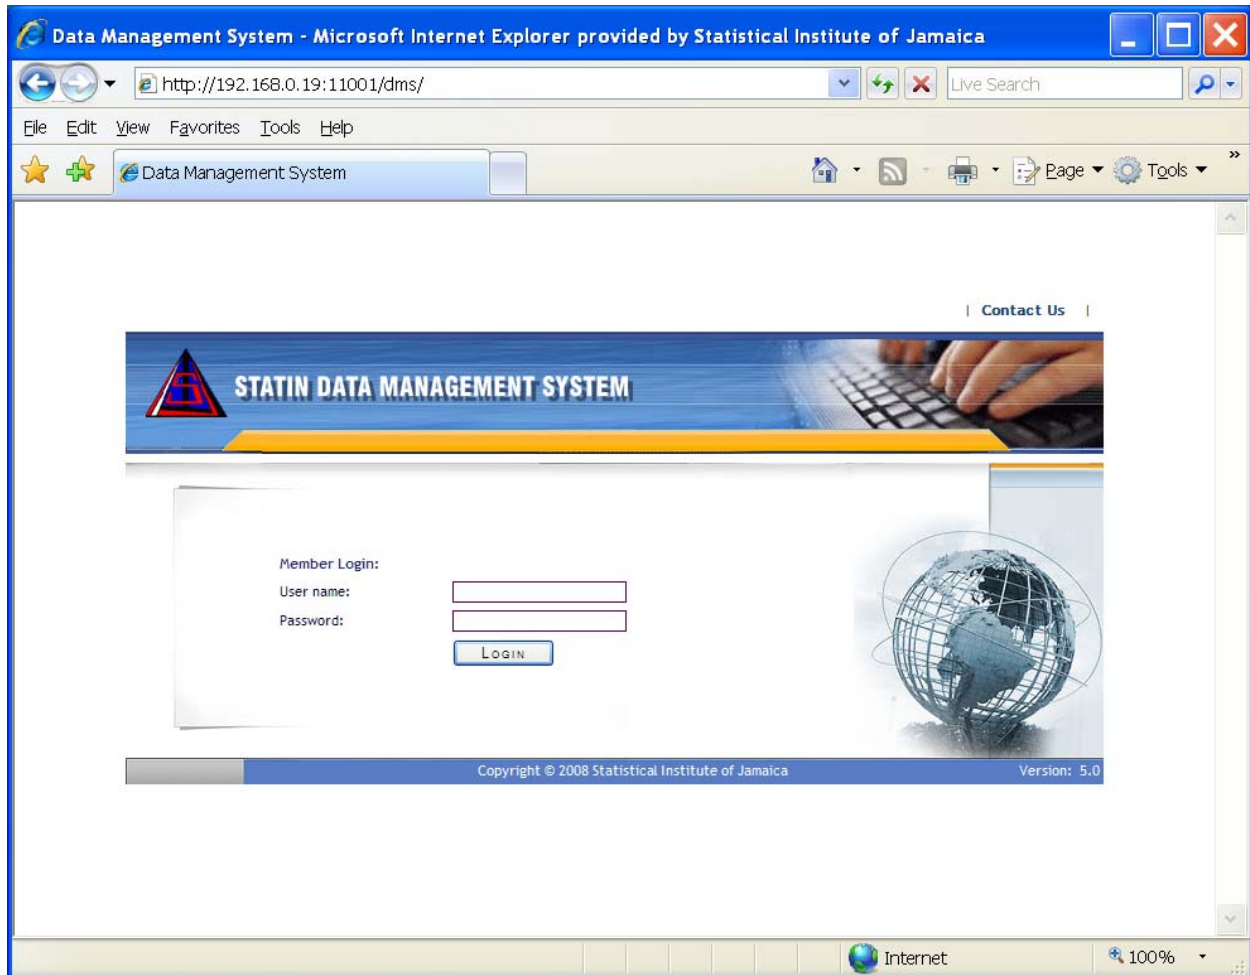 Data Management System - Microsoft Internet Explorer provided by Statistical Institute of Jamaica
http://192.168.0.19:11001/dms/
Live Search
File Edit View Favorites Tools Help
Data Management System
Page Tools »
| Contact Us |
STATIN DATA MANAGEMENT SYSTEM
Member Login:
User name:
Password:
LOGIN
Copyright © 2008 Statistical Institute of Jamaica Version: 5.0
Internet 100%